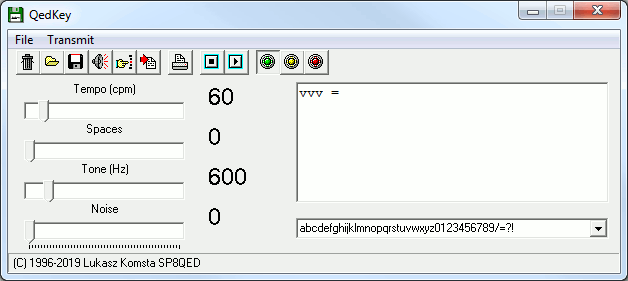 QedKey
File Transmit
Tempo (cpm)
60
vvv =
Spaces
0
Tone (Hz)
600
Noise
0
abcdefghijklmnopqrstuvwxyz0123456789/=?!
(C) 1996-2019 Lukasz Komsta SP8QED